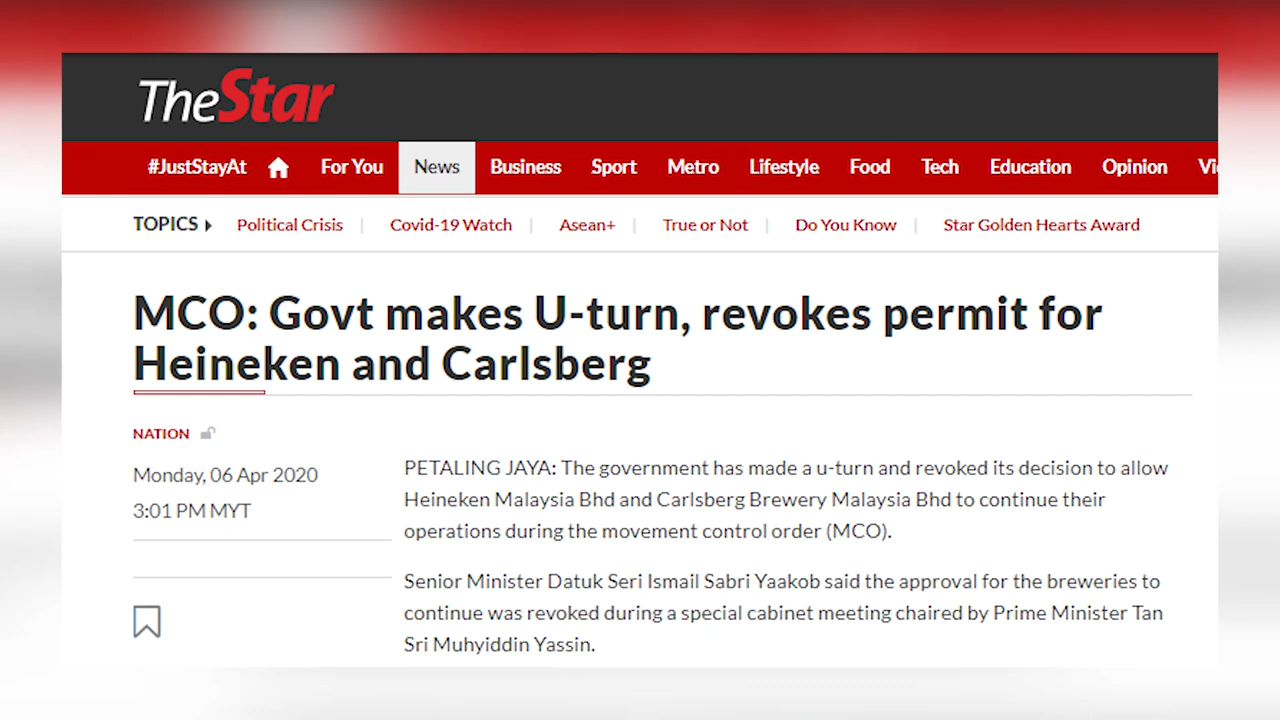 TheStar
#JustStayAt For You News Business Sport Metro Lifestyle Food Tech Education Opinion
TOPICS Political Crisis | Covid-19 Watch | Asean+ | True or Not | Do You Know | Star Golden Hearts Award
MCO: Govt makes U-turn, revokes permit for
Heineken and Carlsberg
NATION
Monday, 06 Apr 2020
3:01 PM MYT
PETALING JAYA: The government has made a u-turn and revoked its decision to allow
Heineken Malaysia Bhd and Carlsberg Brewery Malaysia Bhd to continue their
operations during the movement control order (MCO).
Senior Minister Datuk Seri Ismail Sabri Yaakob said the approval for the breweries to
continue was revoked during a special cabinet meeting chaired by Prime Minister Tan
Sri Muhyiddin Yassin.